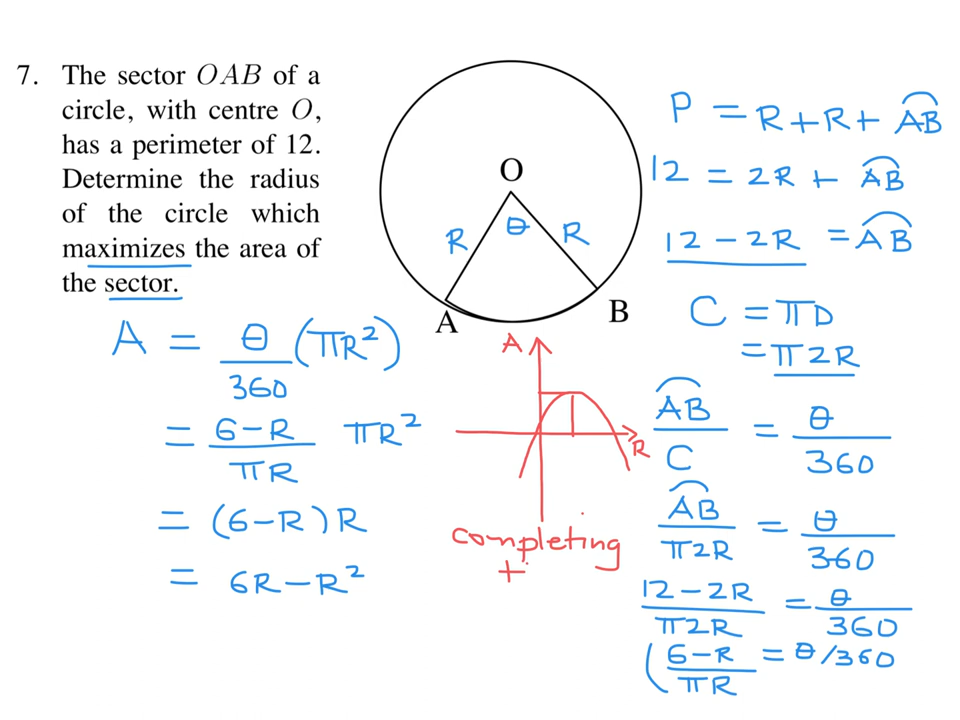 7. The sector OAB of a
circle, with centre O,
has a perimeter of 12.
Determine the radius
of the circle which
maximizes the area of
the sector.
O
θ
R
R
A
B
P = R + R + AB
12 = 2R + AB
12 - 2R = AB
C = πD
= π2R
AB/C = θ/360
AB/π2R = θ/360
12 - 2R/π2R = θ/360
(6-R/πR = θ/360
A = θ/360 (πR²)
= 6-R/πR πR²
= (6-R)R
= 6R-R²
A
R
completing
+